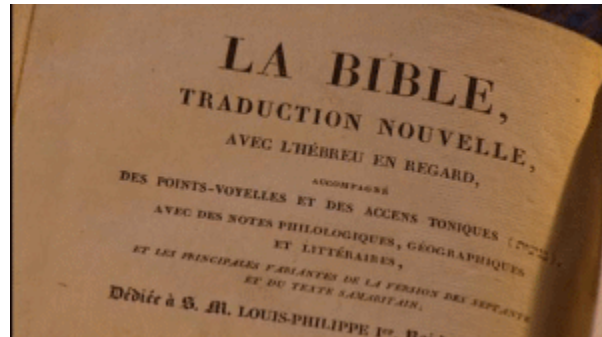 LA BIBLE,
TRADUCTION NOUVELLE,
AVEC L'HÉBREU EN REGARD,
ACCOMPAGNÉ
DES POINTS-VOYELLES ET DES ACCENS TONIQUES
AVEC DES NOTES PHILOLOGIQUES, GÉOGRAPHIQUES
ET LITTÉRAIRES,
ET LES PRINCIPALES VARIANTES DE LA VERSION DES SEPTANTE
ET DU TEXTE SAMARITAIN.
Dédiée à S. M. LOUIS-PHILIPPE Ier